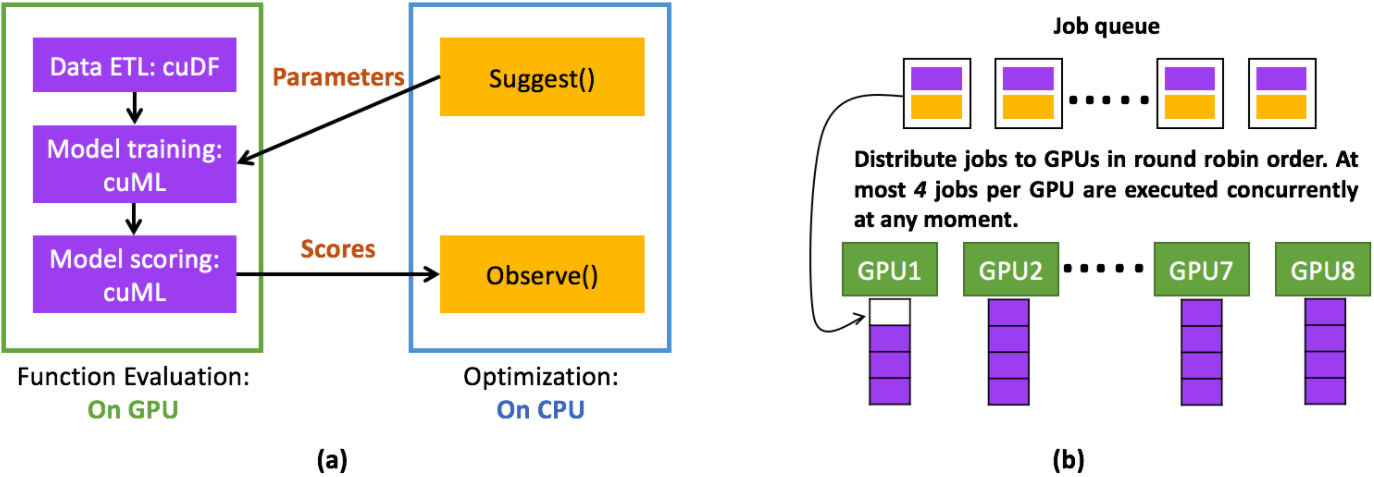 Data ETL: cuDF
Parameters
Suggest()
Model training:
cuML
Model scoring:
cuML
Scores
Observe()
Function Evaluation:
On GPU
Optimization:
On CPU
(a)
Job queue
Distribute jobs to GPUs in round robin order. At
most 4 jobs per GPU are executed concurrently
at any moment.
GPU1
GPU2
GPU7
GPU8
(b)